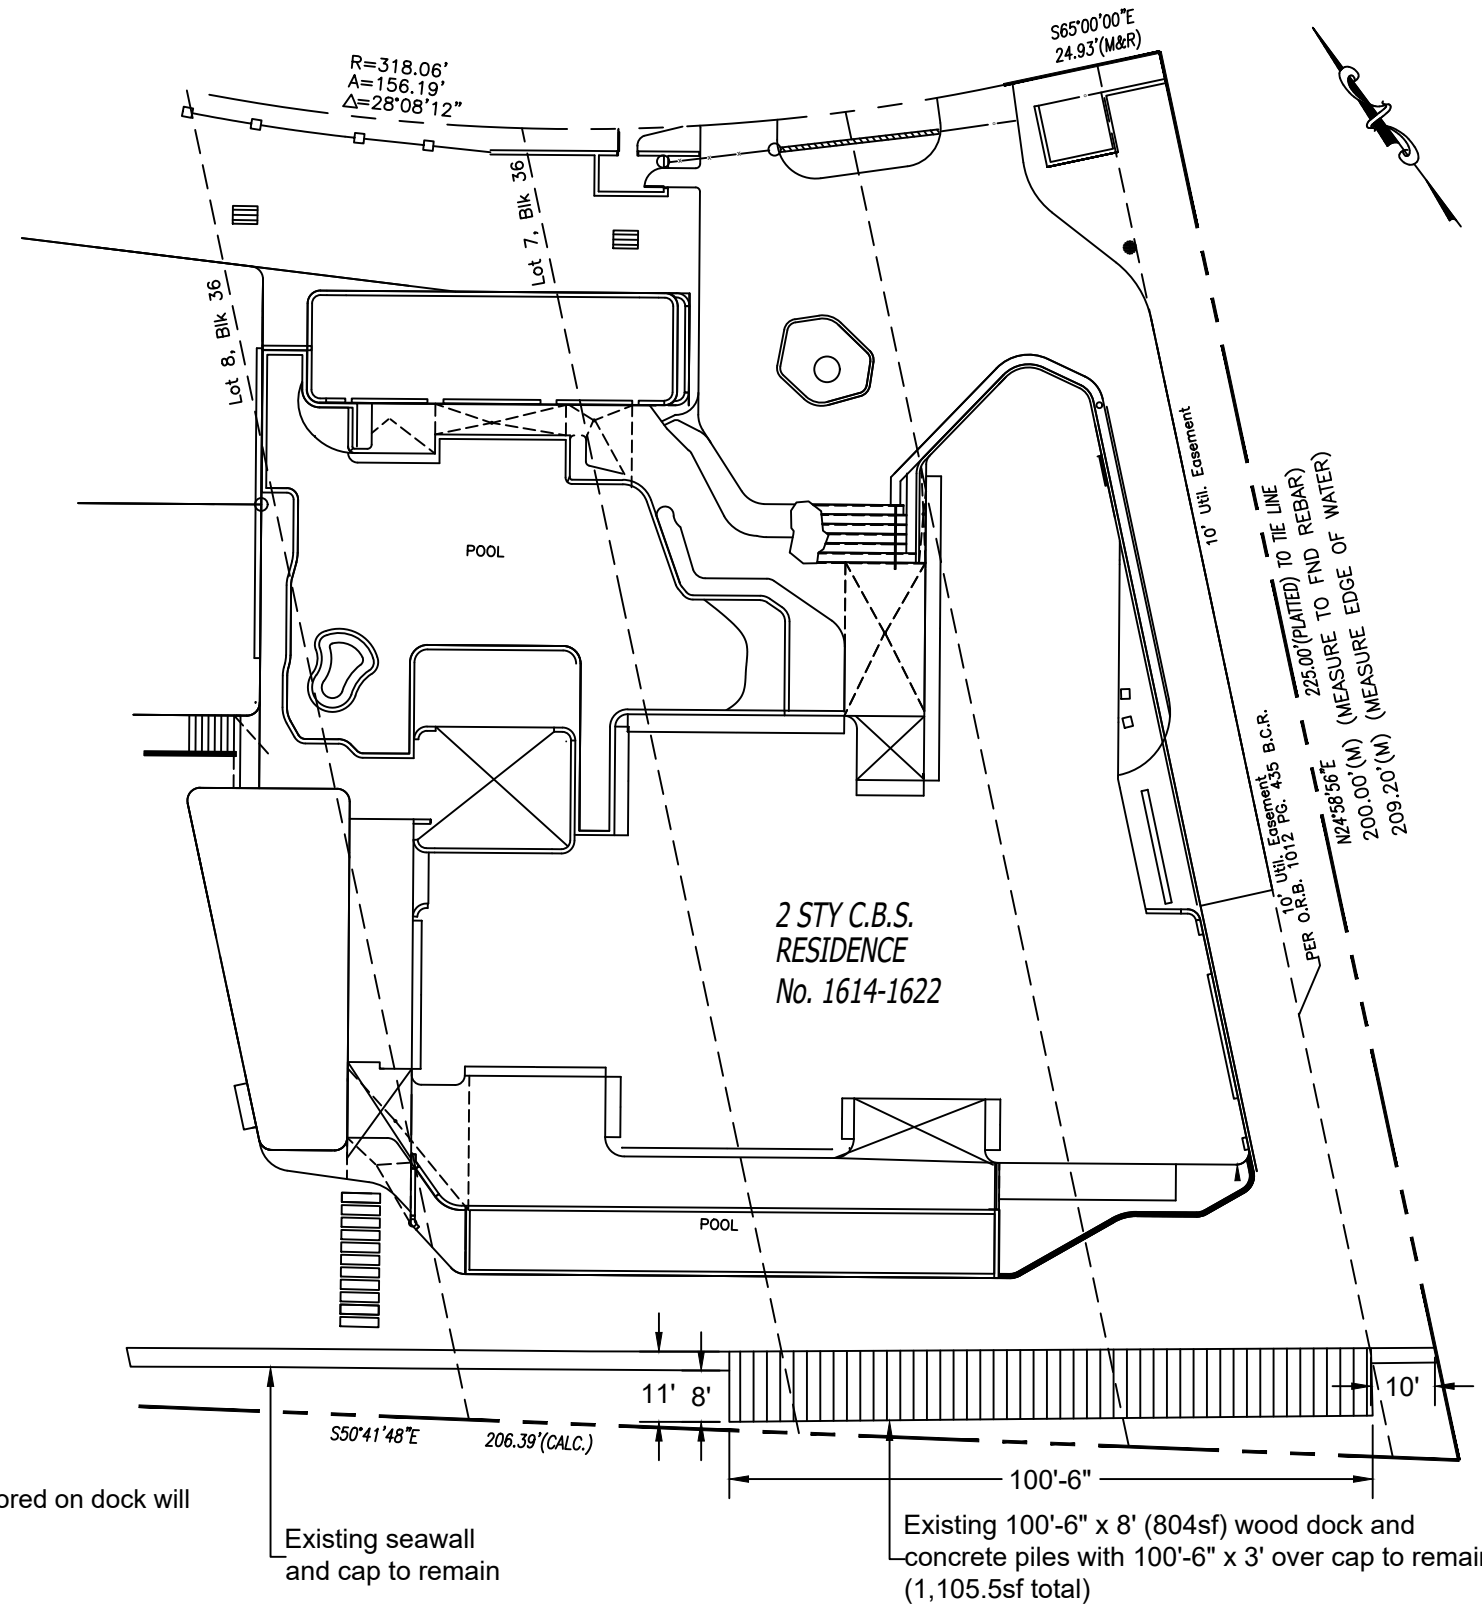 S65°00'00"E
24.93'(M&R)
R=318.06'
A=156.19'
△=28°08'12"
Lot 7, Blk 36
Lot 8, Blk 36
10' Util. Easement
POOL
225.00'(PLATTED) TO TIE LINE
N24°58'56"E
200.00'(M) (MEASURE TO FND REBAR)
209.20'(M) (MEASURE EDGE OF WATER)
10' Util. Easement
PER O.R.B. 1012 PG. 435 B.C.R.
2 STY C.B.S.
RESIDENCE
No. 1614-1622
POOL
11' 8'
10'
S50°41'48"E
206.39'(CALC.)
100'-6"
ored on dock will
Existing seawall
and cap to remain
Existing 100'-6" x 8' (804sf) wood dock and
concrete piles with 100'-6" x 3' over cap to remain
(1,105.5sf total)